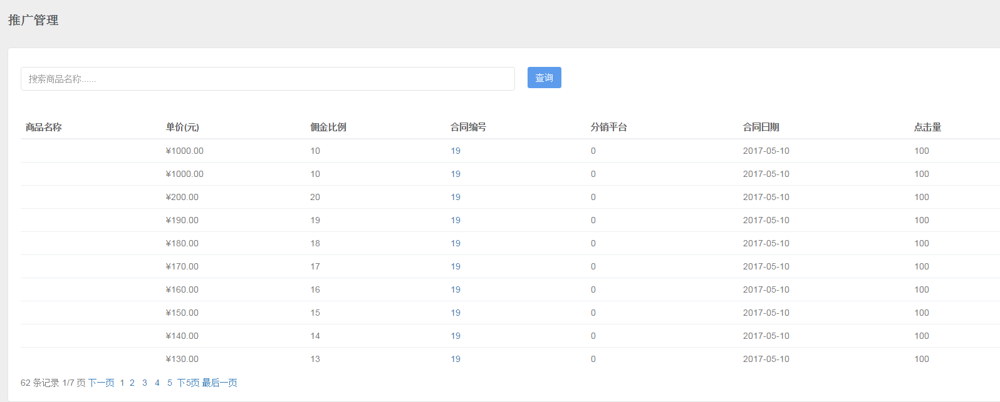 推广管理
搜索商品名称...... 查询
商品名称 单价(元) 佣金比例 合同编号 分销平台 合同日期 点击量
¥1000.00 10 19 0 2017-05-10 100
¥1000.00 10 19 0 2017-05-10 100
¥200.00 20 19 0 2017-05-10 100
¥190.00 19 19 0 2017-05-10 100
¥180.00 18 19 0 2017-05-10 100
¥170.00 17 19 0 2017-05-10 100
¥160.00 16 19 0 2017-05-10 100
¥150.00 15 19 0 2017-05-10 100
¥140.00 14 19 0 2017-05-10 100
¥130.00 13 19 0 2017-05-10 100
62 条记录 1/7 页 下一页 1 2 3 4 5 下5页 最后一页